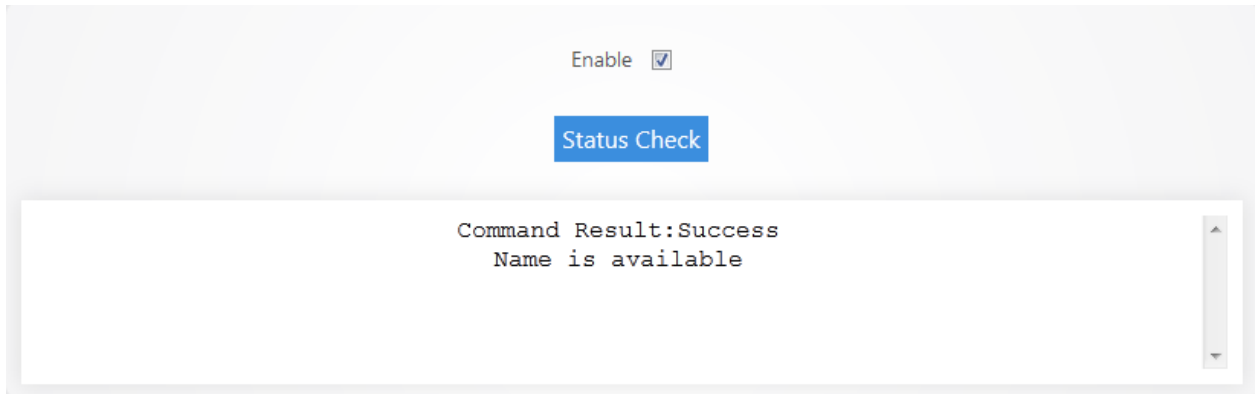 Enable
Status Check
Command Result:Success
Name is available